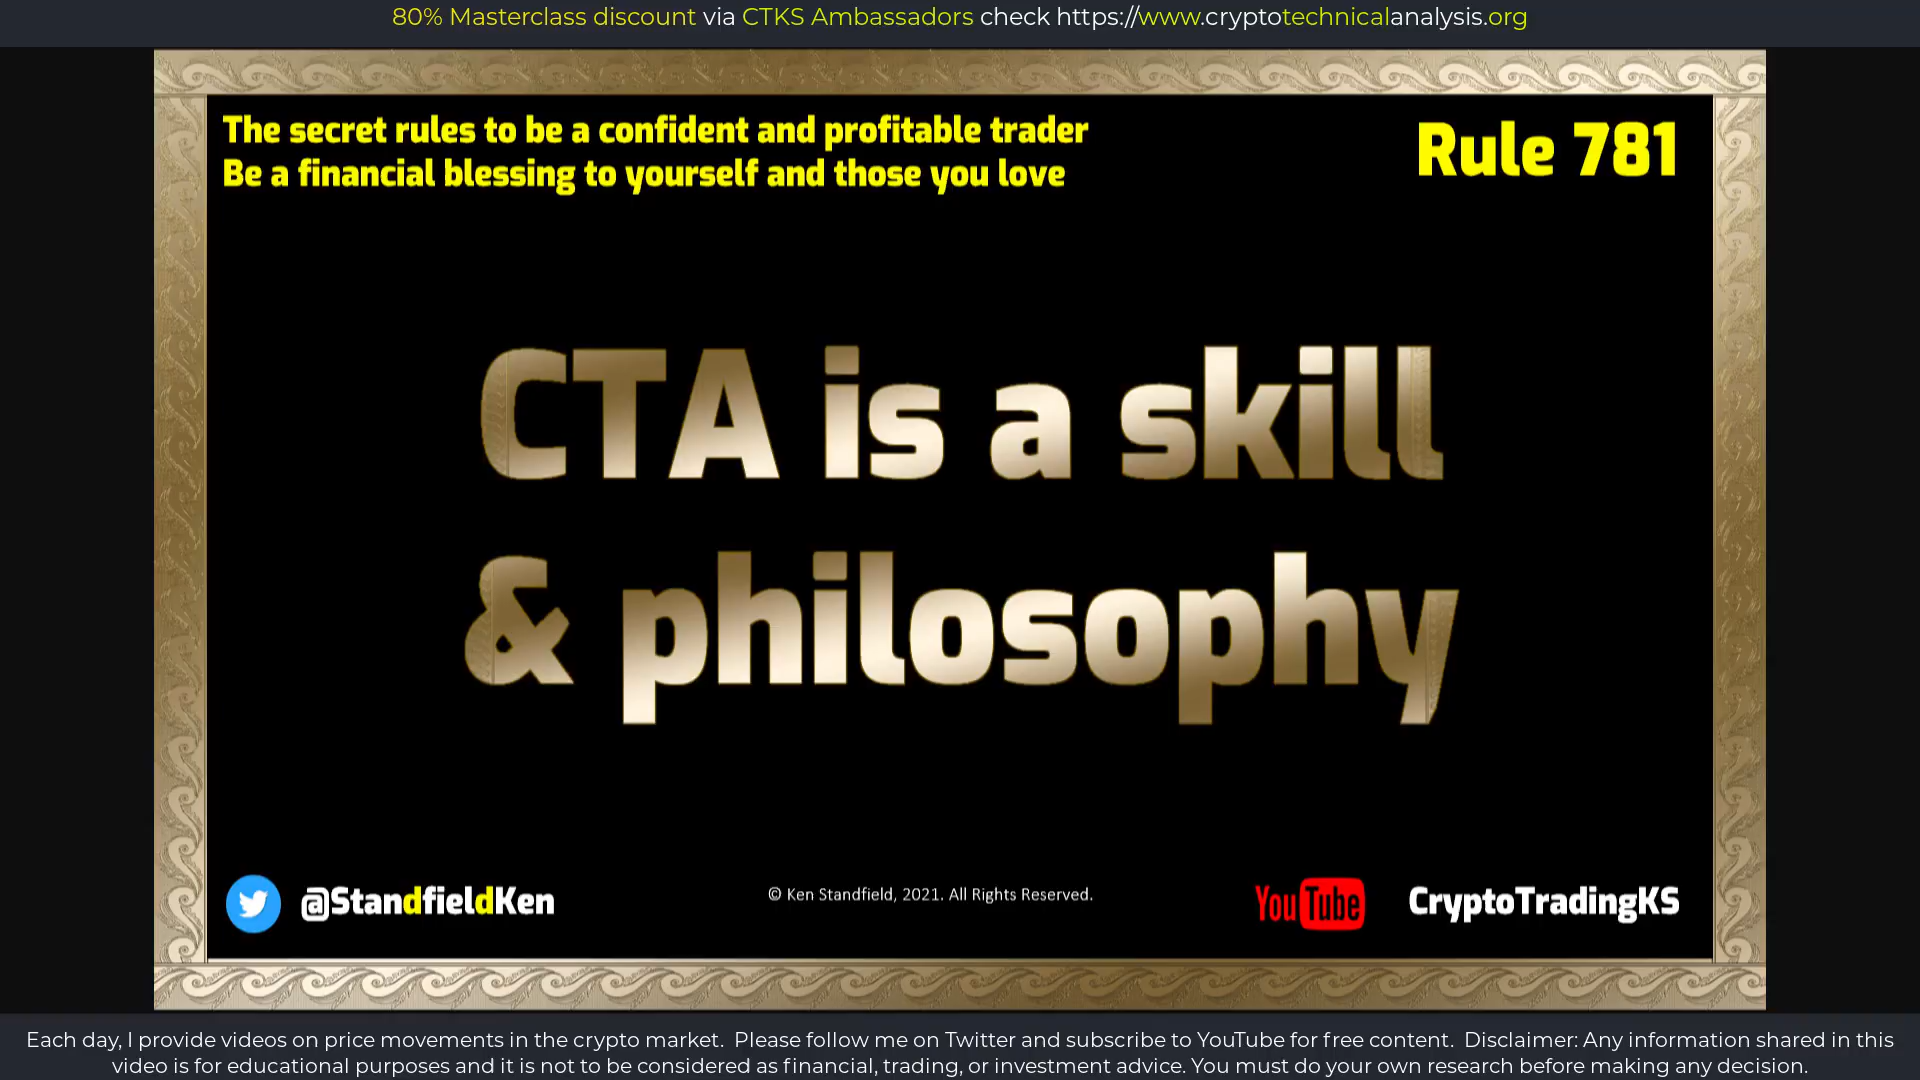 80% Masterclass discount via CTKS Ambassadors check https://www.cryptotechnicalanalysis.org
The secret rules to be a confident and profitable trader
Be a financial blessing to yourself and those you love
Rule 781
CTA is a skill
& philosophy
@StandfieldKen
© Ken Standfield, 2021. All Rights Reserved.
YouTube
CryptoTradingKS
Each day, I provide videos on price movements in the crypto market. Please follow me on Twitter and subscribe to YouTube for free content. Disclaimer: Any information shared in this
video is for educational purposes and it is not to be considered as financial, trading, or investment advice. You must do your own research before making any decision.